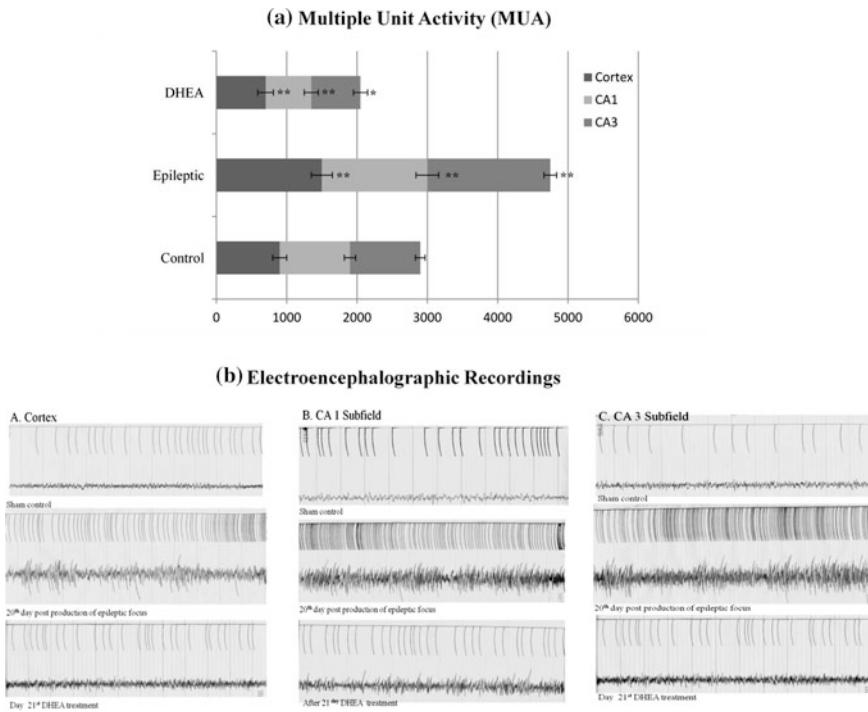 (a) Multiple Unit Activity (MUA)
DHEA
Epileptic
Control
** ** *
** ** **
Cortex
CA1
CA3
0 1000 2000 3000 4000 5000 6000
(b) Electroencephalographic Recordings
A. Cortex
Sham control
20th day post production of epileptic focus
Day 21st DHEA treatment
B. CA 1 Subfield
Sham control
20th day post production of epileptic focus
After 21 day DHEA treatment
C. CA 3 Subfield
Sham control
20th day post production of epileptic focus
Day 21st DHEA treatment